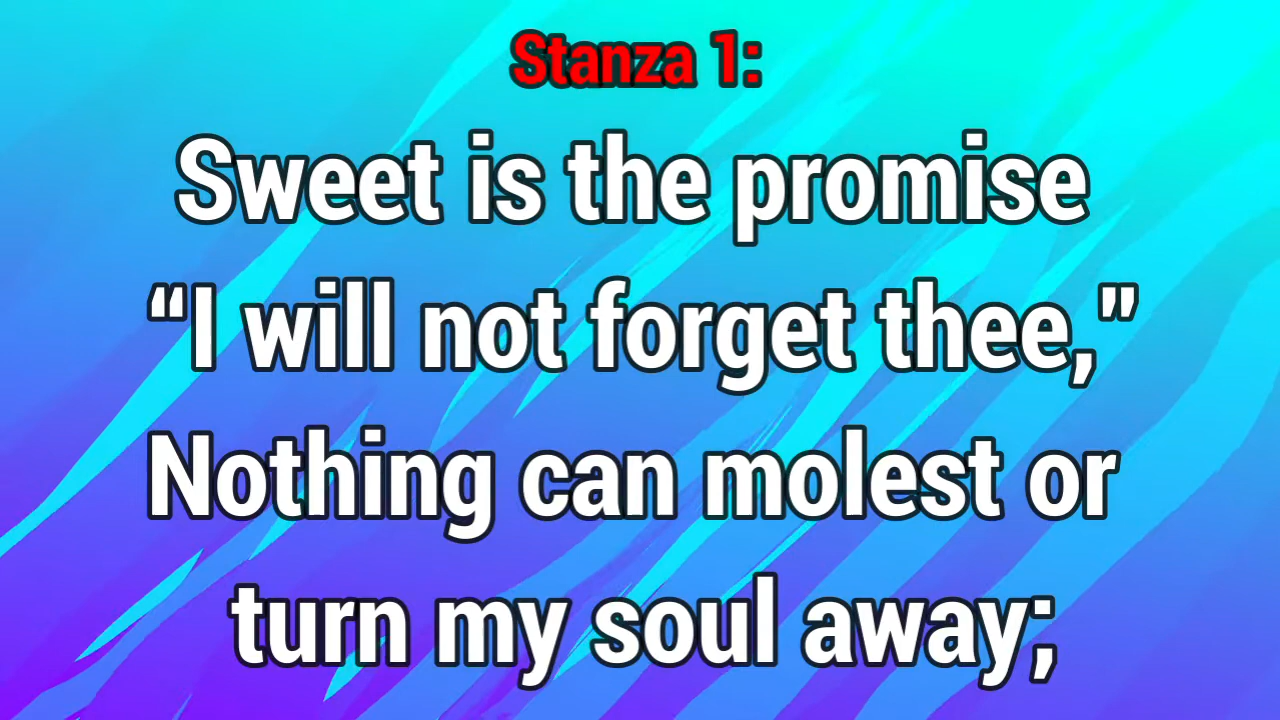 Stanza 1:
Sweet is the promise
“I will not forget thee,”
Nothing can molest or
turn my soul away;